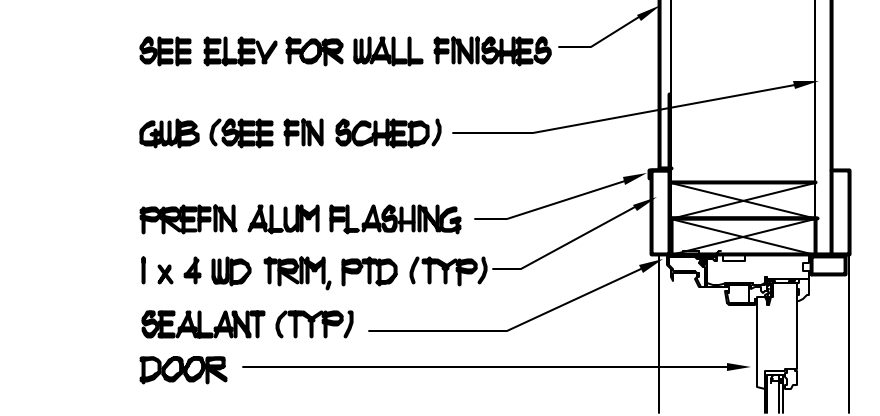 SEE ELEV FOR WALL FINISHES
GWB (SEE FIN SCHED)
PREFIN ALUM FLASHING
1 x 4 WD TRIM, PTD (TYP)
SEALANT (TYP)
DOOR